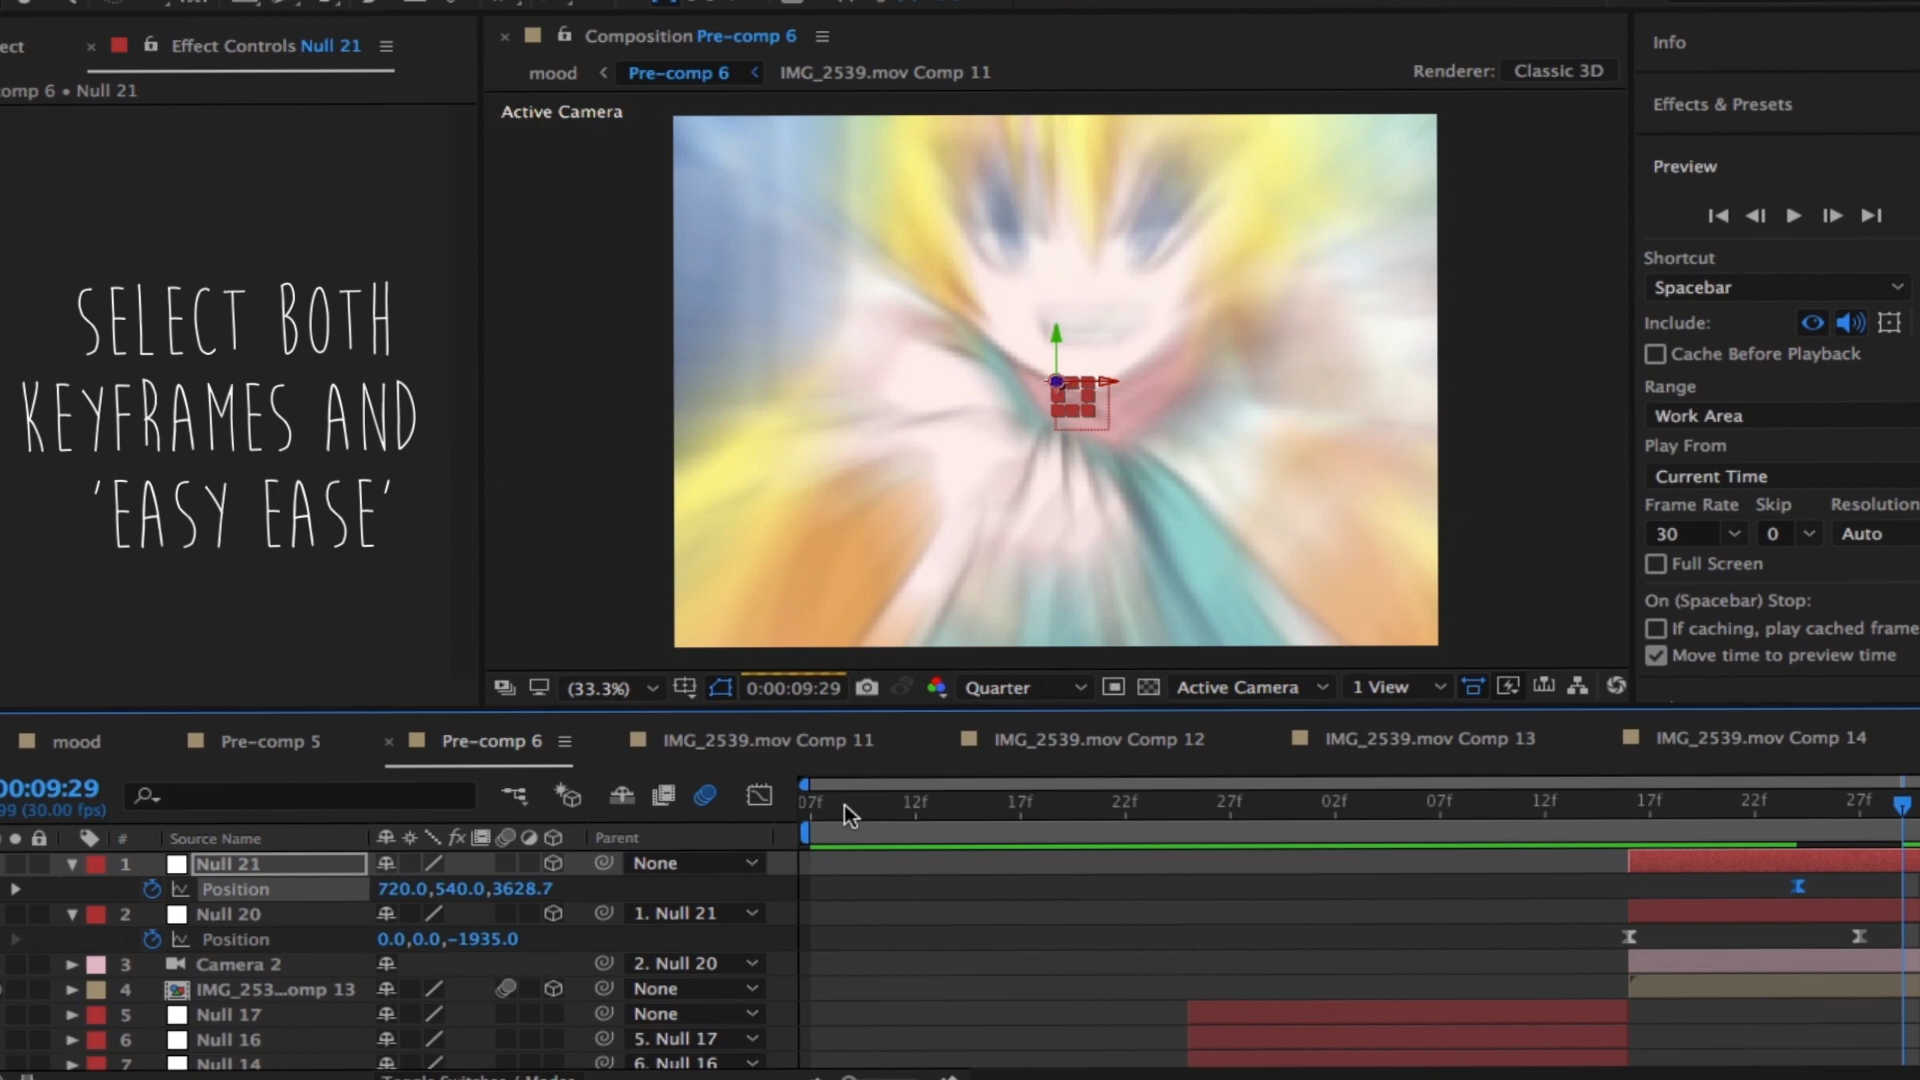 ect
Effect Controls Null 21
omp 6 • Null 21
SELECT BOTH
KEYFRAMES AND
'EASY EASE'
Composition Pre-comp 6
mood
Pre-comp 6
IMG_2539.mov Comp 11
Renderer: Classic 3D
Active Camera
(33.3%)
0:00:09:29
Quarter
Active Camera
1 View
Info
Effects & Presets
Preview
Shortcut
Spacebar
Include:
Cache Before Playback
Range
Work Area
Play From
Current Time
Frame Rate Skip Resolution
30 0 Auto
Full Screen
On (Spacebar) Stop:
If caching, play cached frame
Move time to preview time
mood
Pre-comp 5
Pre-comp 6
IMG_2539.mov Comp 11
IMG_2539.mov Comp 12
IMG_2539.mov Comp 13
IMG_2539.mov Comp 14
00:09:29
99 (30.00 fps)
07f 12f 17f 22f 27f 02f 07f 12f 17f 22f 27f
# Source Name fx Parent
1 Null 21 None
Position 720.0,540.0,3628.7
2 Null 20 1. Null 21
Position 0.0,0.0,-1935.0
3 Camera 2 2. Null 20
4 IMG_253...omp 13 None
5 Null 17 None
6 Null 16 5. Null 17
7 Null 14 6. Null 16
Toggle Switches / Modes